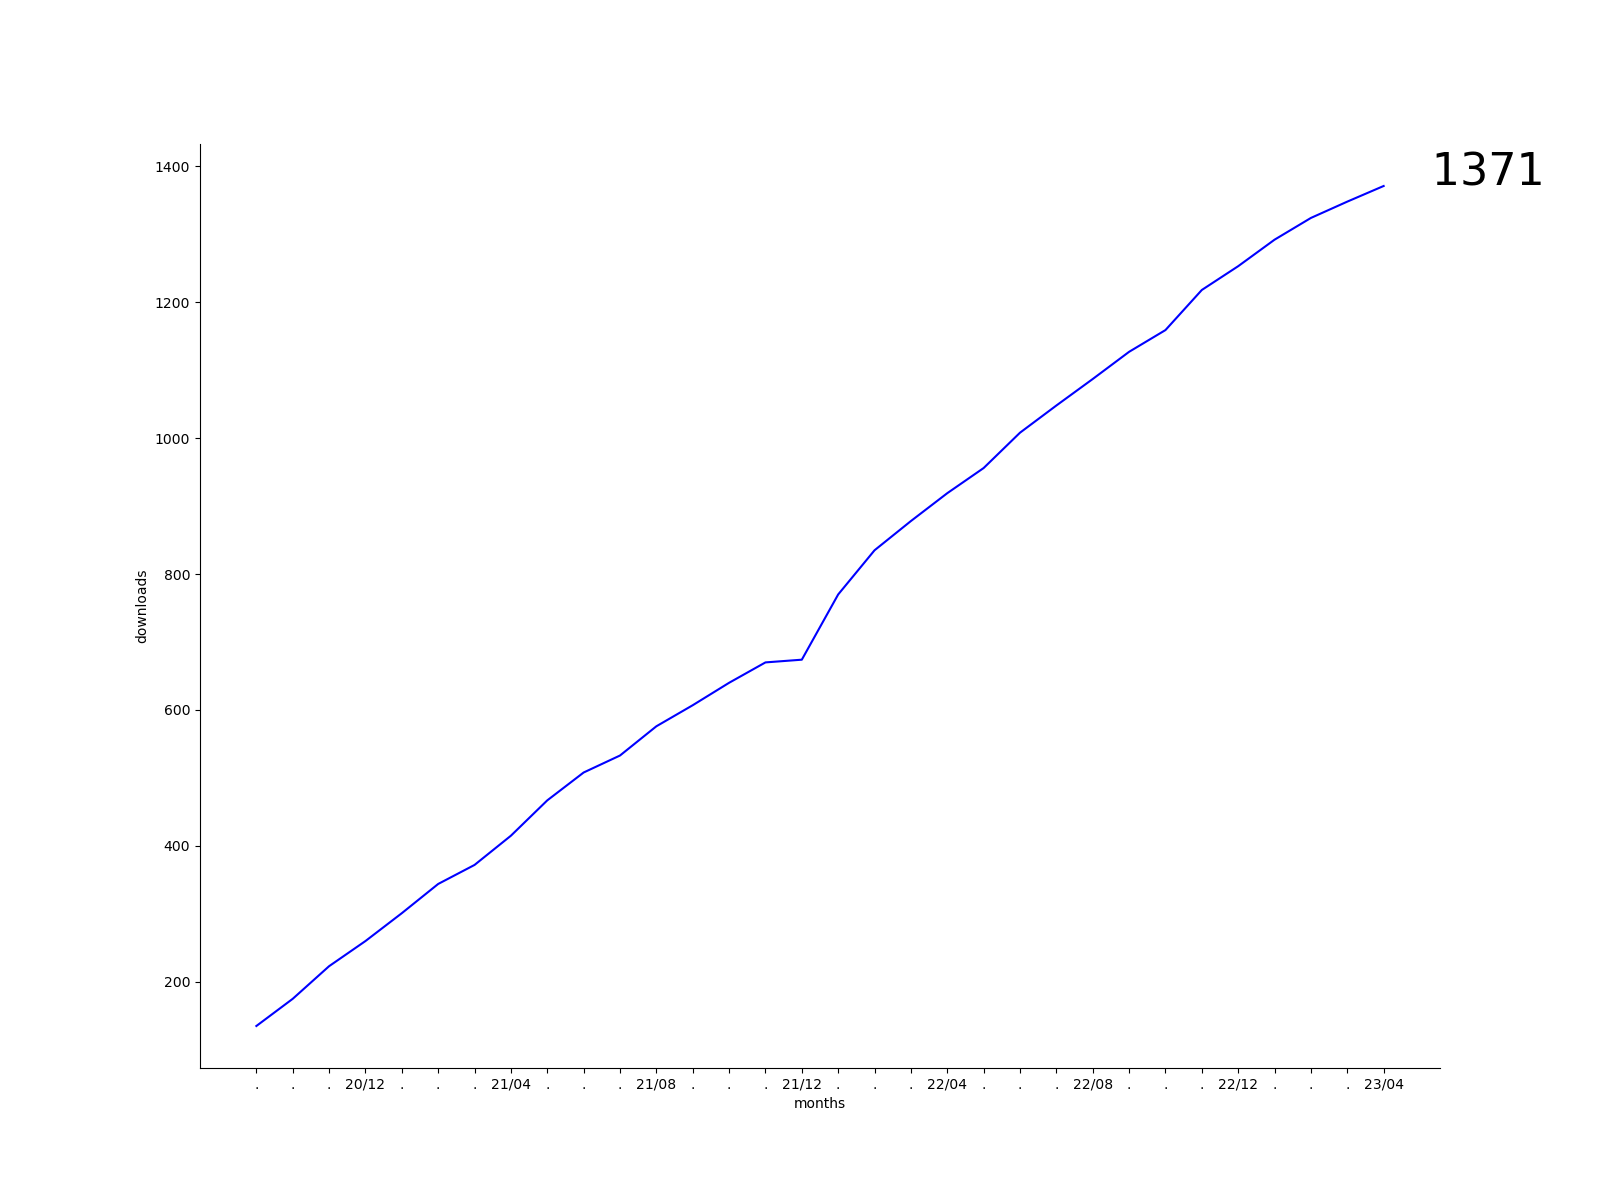 1371
1400
1200
1000
800
600
400
200
downloads
. . . 20/12 . . . 21/04 . . . 21/08 . . . 21/12 . . . 22/04 . . . 22/08 . . . 22/12 . . . 23/04
months